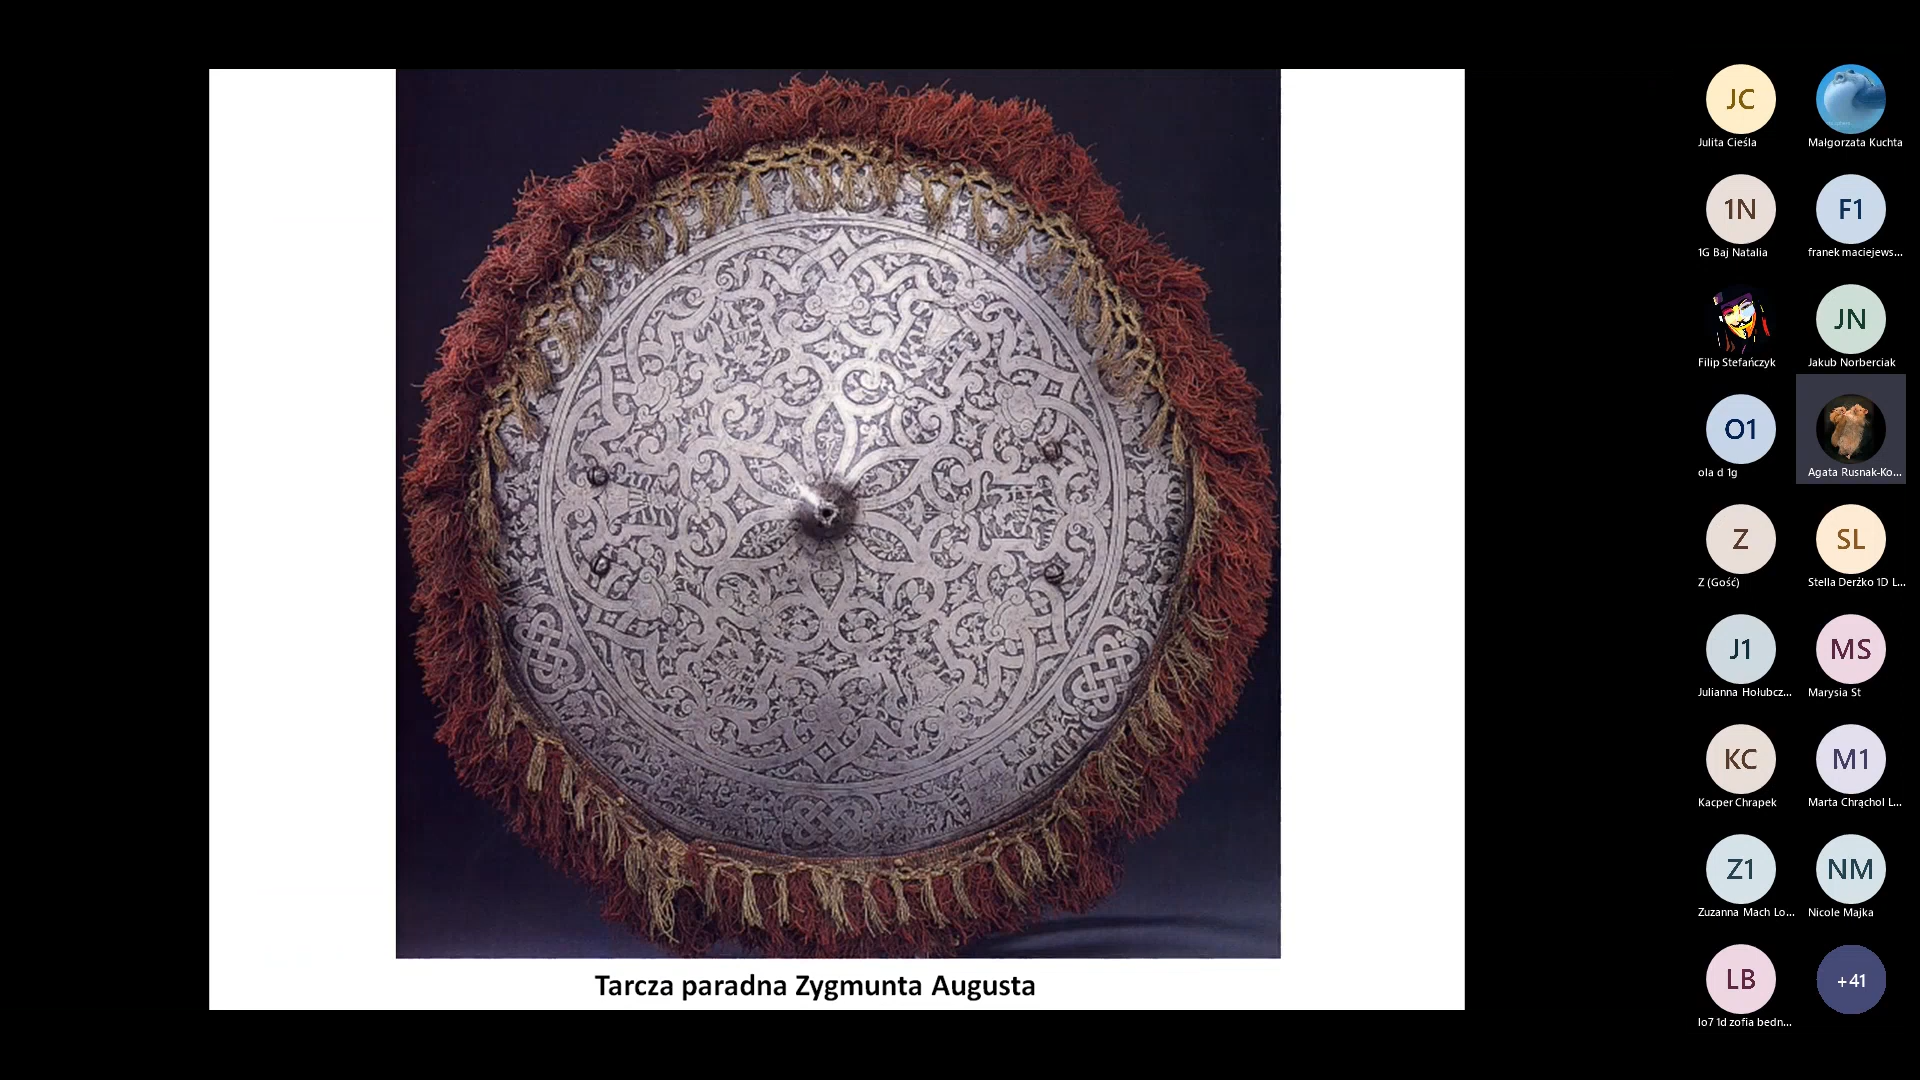 Tarcza paradna Zygmunta Augusta
JC
Julita Cieśla
Małgorzata Kuchta
1N
1G Baj Natalia
F1
franek maciejews...
Filip Stefańczyk
JN
Jakub Norberciak
O1
ola d 1g
Agata Rusnak-Ko...
Z
Z (Gość)
SL
Stella Derżko 1D L...
J1
Julianna Hołubcz...
MS
Marysia St
KC
Kacper Chrapek
M1
Marta Chrąchol L...
Z1
Zuzanna Mach Lo...
NM
Nicole Majka
LB
lo7 1d zofia bedn...
+41